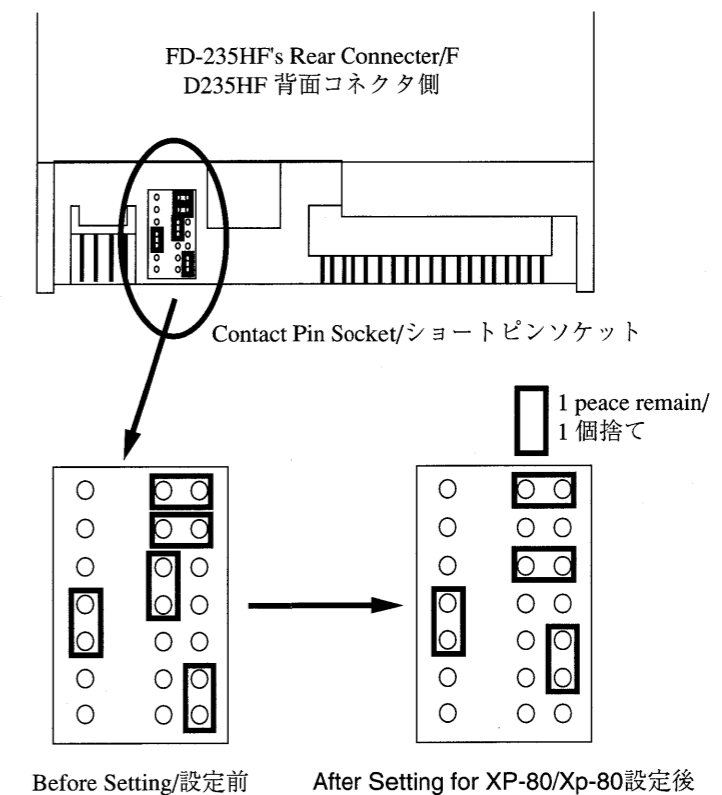 FD-235HF's Rear Connecter/F
D235HF 背面コネクタ側
Contact Pin Socket/ショートピンソケット
1 peace remain/
1 個捨て
Before Setting/設定前
After Setting for XP-80/Xp-80設定後